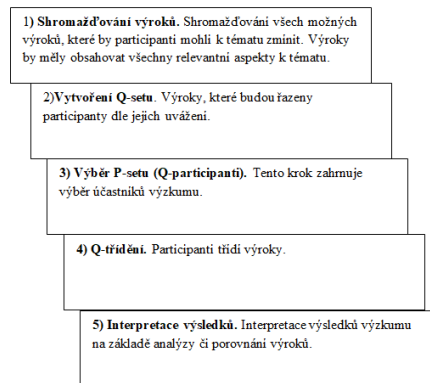 1) Shromažďování výroků. Shromažďováni všech možných
výroků, které by participanti mohli k tématu zminit. Výroky
by měly obsahovat všechny relevantní aspekty k tématu.
2)Vytvoření Q-setu. Výroky, které budou řazeny
participanty dle jejich uvážení.
3) Výběr P-setu (Q-participanti). Tento krok zahrnuje
výběr účastníků výzkumu.
4) Q-třídění. Participanti třídí výroky.
5) Interpretace výsledků. Interpretace výsledků výzkumu
na základě analýzy či porovnání výroků.